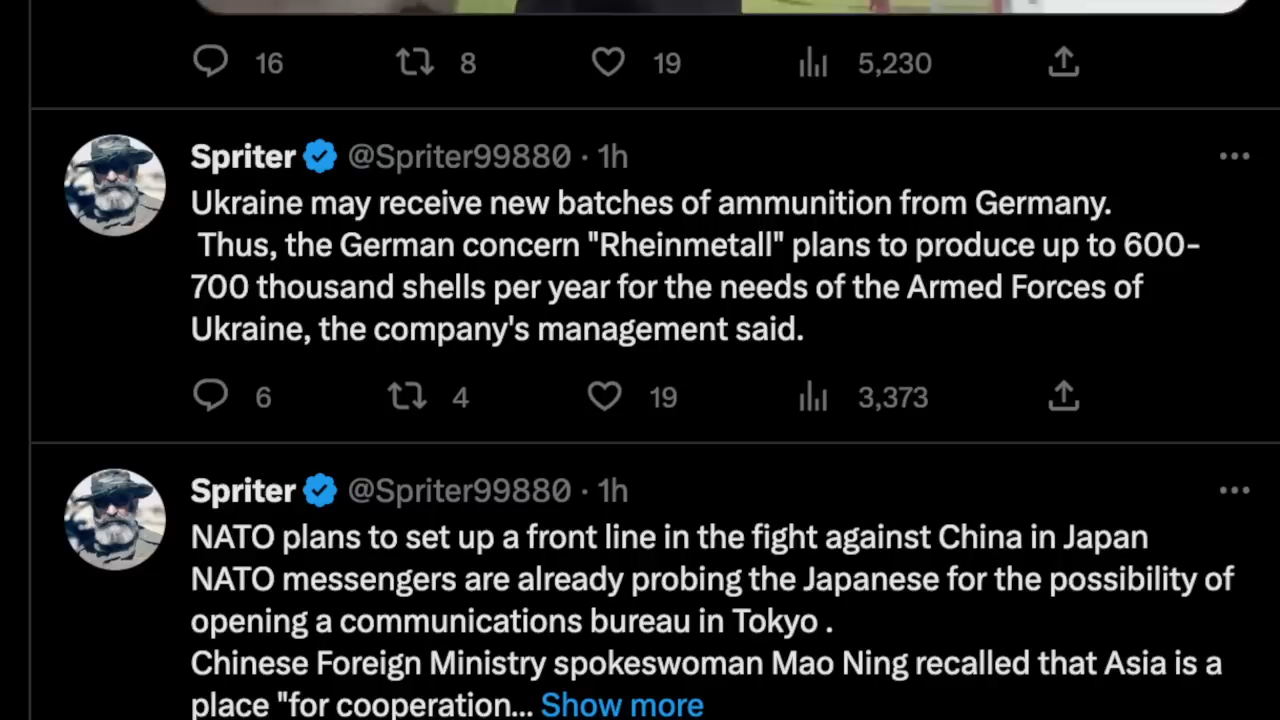 16 8 19 5,230
Spriter @Spriter99880 · 1h
Ukraine may receive new batches of ammunition from Germany.
Thus, the German concern "Rheinmetall" plans to produce up to 600-
700 thousand shells per year for the needs of the Armed Forces of
Ukraine, the company's management said.
6 4 19 3,373
Spriter @Spriter99880 · 1h
NATO plans to set up a front line in the fight against China in Japan
NATO messengers are already probing the Japanese for the possibility of
opening a communications bureau in Tokyo .
Chinese Foreign Ministry spokeswoman Mao Ning recalled that Asia is a
place "for cooperation... Show more